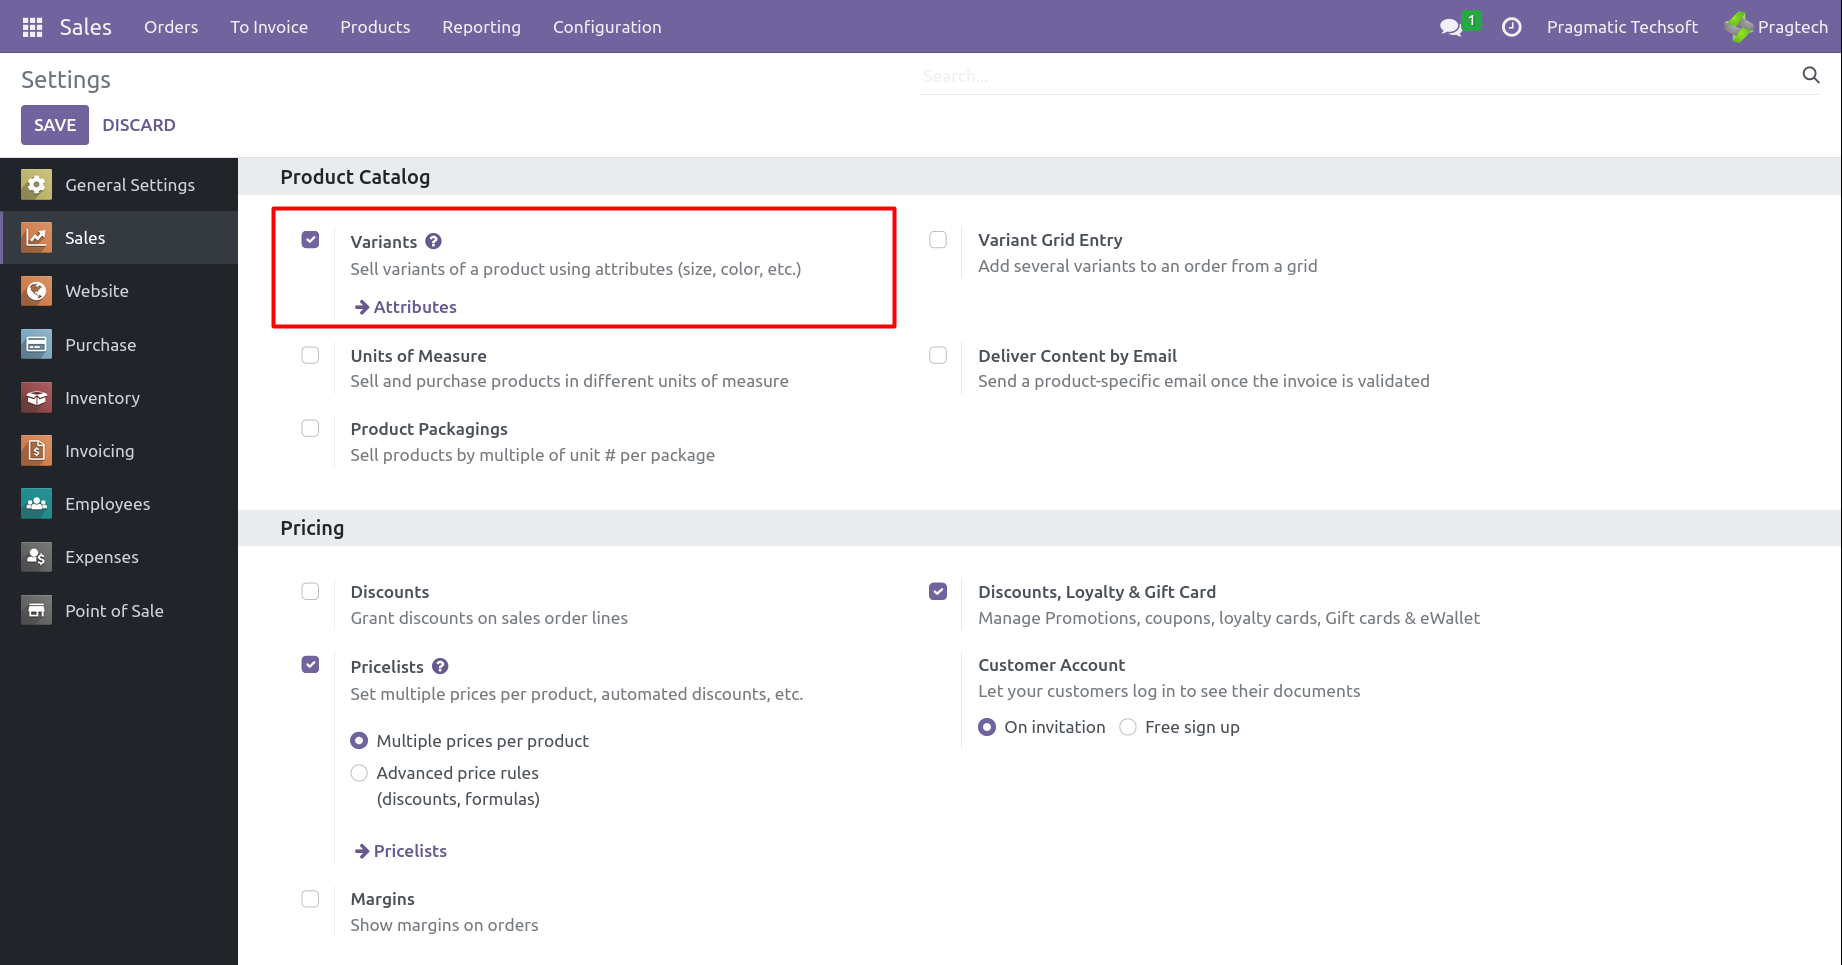 Sales Orders To Invoice Products Reporting Configuration 1 Pragmatic Techsoft Pragtech
Settings
Search...
SAVE DISCARD
General Settings
Sales
Website
Purchase
Inventory
Invoicing
Employees
Expenses
Point of Sale
Product Catalog
Variants ?
Sell variants of a product using attributes (size, color, etc.)
Attributes
Variant Grid Entry
Add several variants to an order from a grid
Units of Measure
Sell and purchase products in different units of measure
Deliver Content by Email
Send a product-specific email once the invoice is validated
Product Packagings
Sell products by multiple of unit # per package
Pricing
Discounts
Grant discounts on sales order lines
Discounts, Loyalty & Gift Card
Manage Promotions, coupons, loyalty cards, Gift cards & eWallet
Pricelists ?
Set multiple prices per product, automated discounts, etc.
Multiple prices per product
Advanced price rules
(discounts, formulas)
Pricelists
Customer Account
Let your customers log in to see their documents
On invitation Free sign up
Margins
Show margins on orders